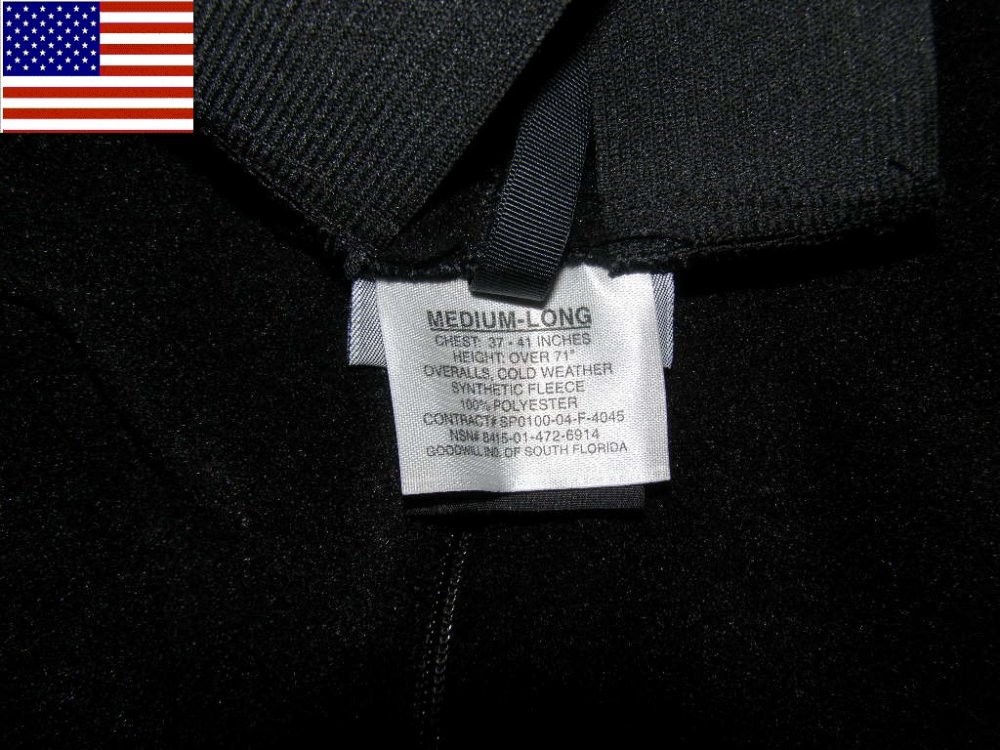 MEDIUM-LONG
CHEST: 37 - 41 INCHES
HEIGHT: OVER 71"
OVERALLS, COLD WEATHER
SYNTHETIC FLEECE
100% POLYESTER
CONTRACT# SP0100-04-F-4045
NSN# 8415-01-472-6914
GOODWILL IND. OF SOUTH FLORIDA